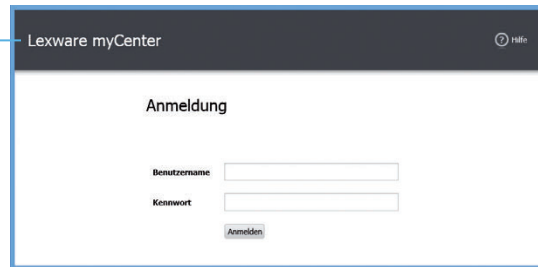 Lexware myCenter
? Hilfe
Anmeldung
Benutzername
Kennwort
Anmelden